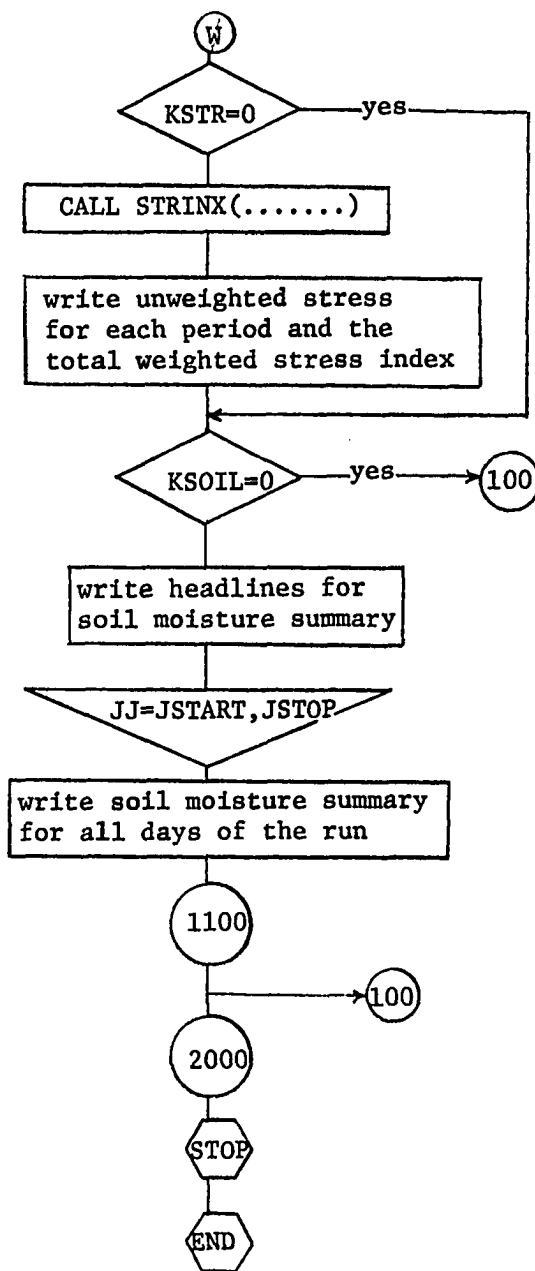 W
KSTR=0
yes
CALL STRINX(.......)
write unweighted stress
for each period and the
total weighted stress index
KSOIL=0
yes
100
write headlines for
soil moisture summary
JJ=JSTART,JSTOP
write soil moisture summary
for all days of the run
1100
100
2000
STOP
END